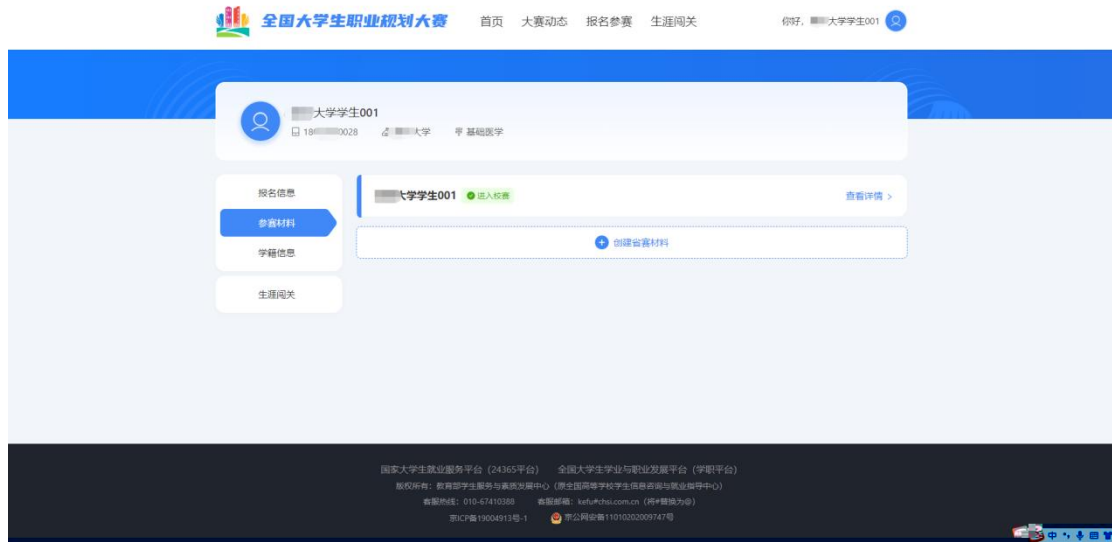 全国大学生职业规划大赛 首页 大赛动态 报名参赛 生涯闯关 你好, 大学学生001
大学学生001
18 0028 大学 基础医学
报名信息
参赛材料
学籍信息
生涯闯关
大学学生001 进入校赛 查看详情 >
创建省赛材料
国家大学生就业服务平台(24365平台) 全国大学生学业与职业发展平台(学职平台)
版权所有:教育部学生服务与素质发展中心(原全国高等学校学生信息咨询与就业指导中心)
客服热线:010-67410388 客服邮箱:kefu#chsi.com.cn(将#替换为@)
京ICP备19004913号-1 京公网安备11010202009747号
中